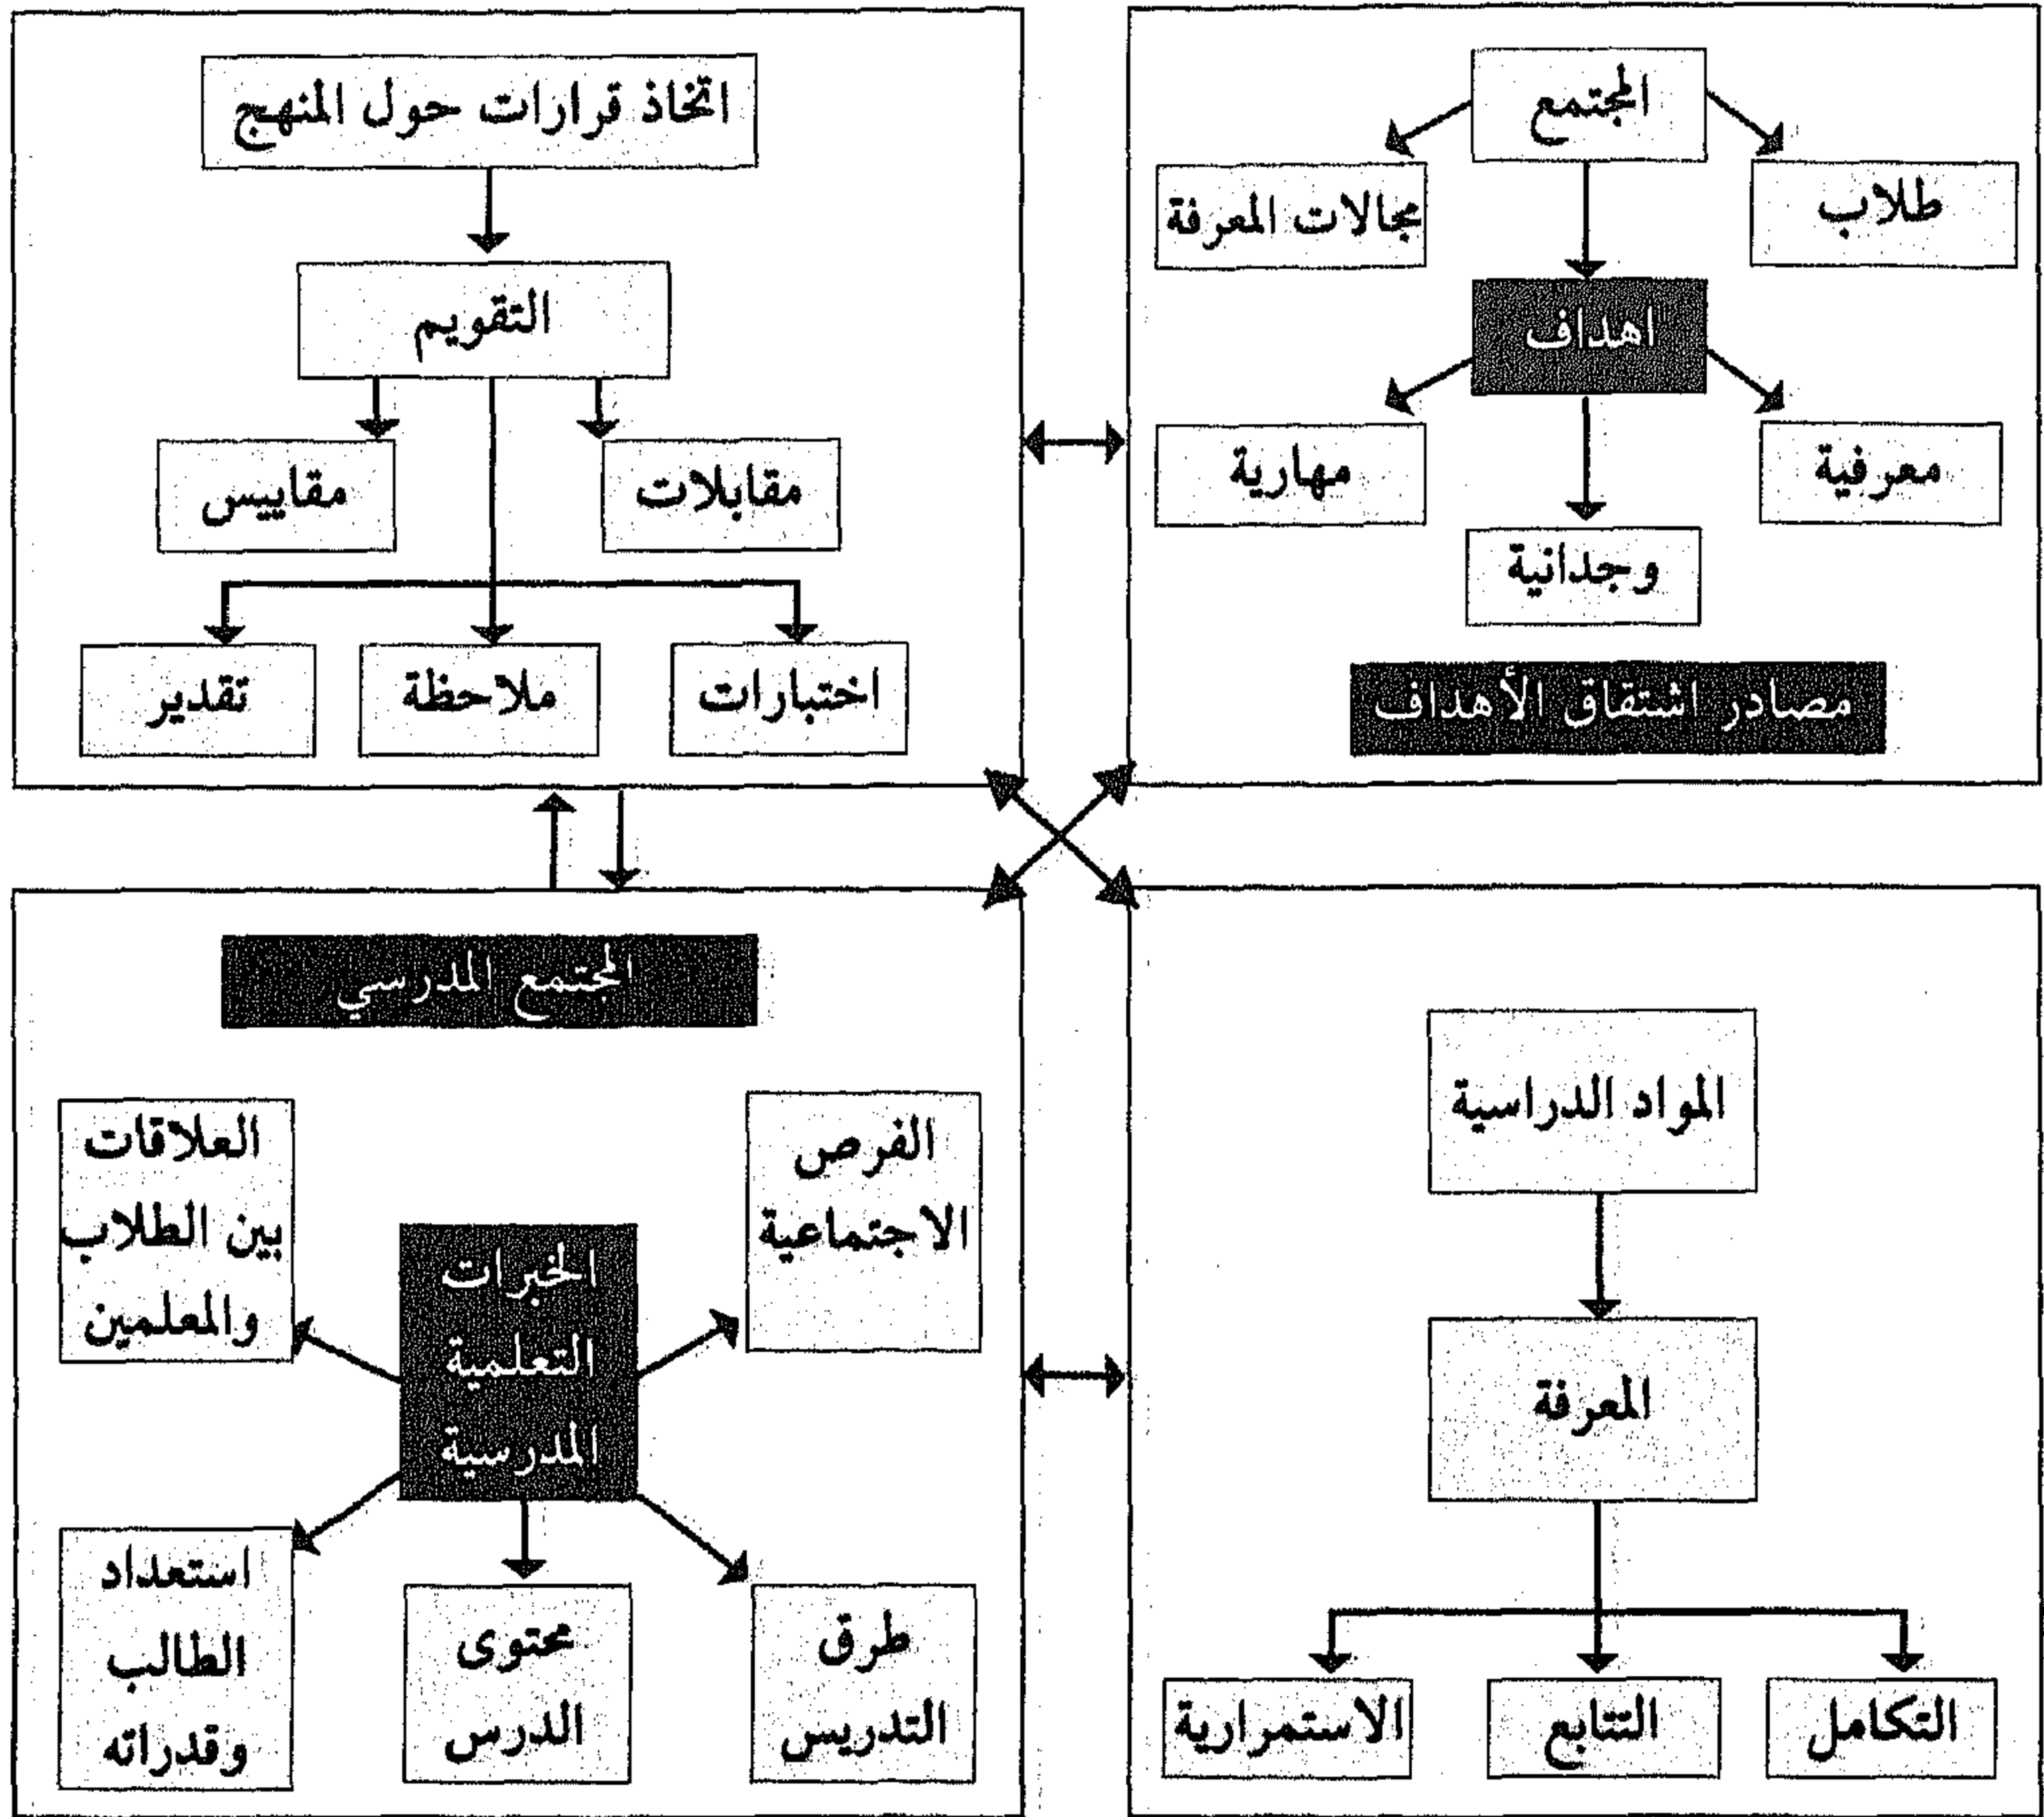 المجتمع
طلاب
مجالات المعرفة
اهداف
معرفية
مهارية
وجدانية
مصادر اشتقاق الأهداف
اتخاذ قرارات حول المنهج
التقويم
مقابلات
مقاييس
اختبارات
ملاحظة
تقدير
المواد الدراسية
المعرفة
التكامل
التتابع
الاستمرارية
المجتمع المدرسي
الفرص
الاجتماعية
العلاقات
بين الطلاب
والمعلمين
الخبرات
التعلمية
المدرسية
طرق
التدريس
محتوى
الدرس
استعداد
الطالب
وقدراته